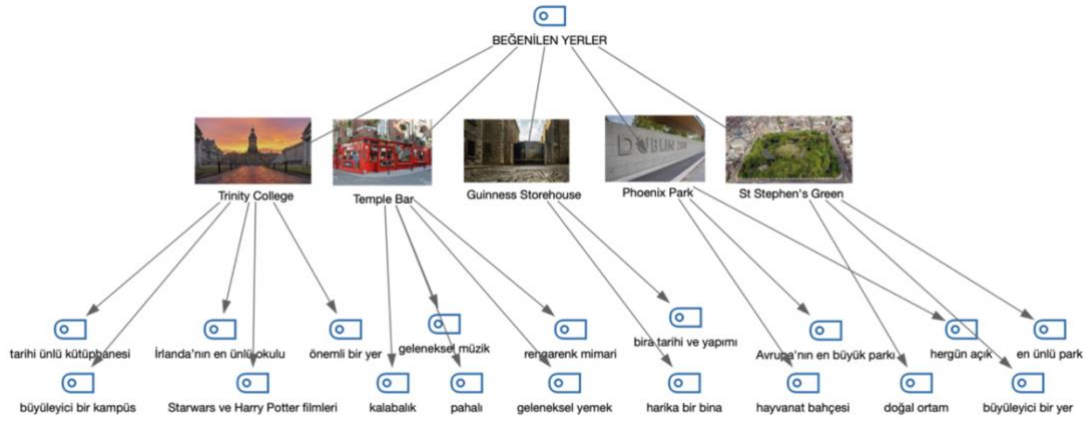 BEĞENİLEN YERLER
Trinity College
Temple Bar
Guinness Storehouse
Phoenix Park
St Stephen's Green
tarihi ünlü kütüphanesi
İrlanda'nın en ünlü okulu
önemli bir yer
geleneksel müzik
rengarenk mimari
bira tarihi ve yapımı
Avrupa'nın en büyük parkı
hergün açık
en ünlü park
büyüleyici bir kampüs
Starwars ve Harry Potter filmleri
kalabalık
pahalı
geleneksel yemek
harika bir bina
hayvanat bahçesi
doğal ortam
büyüleyici bir yer